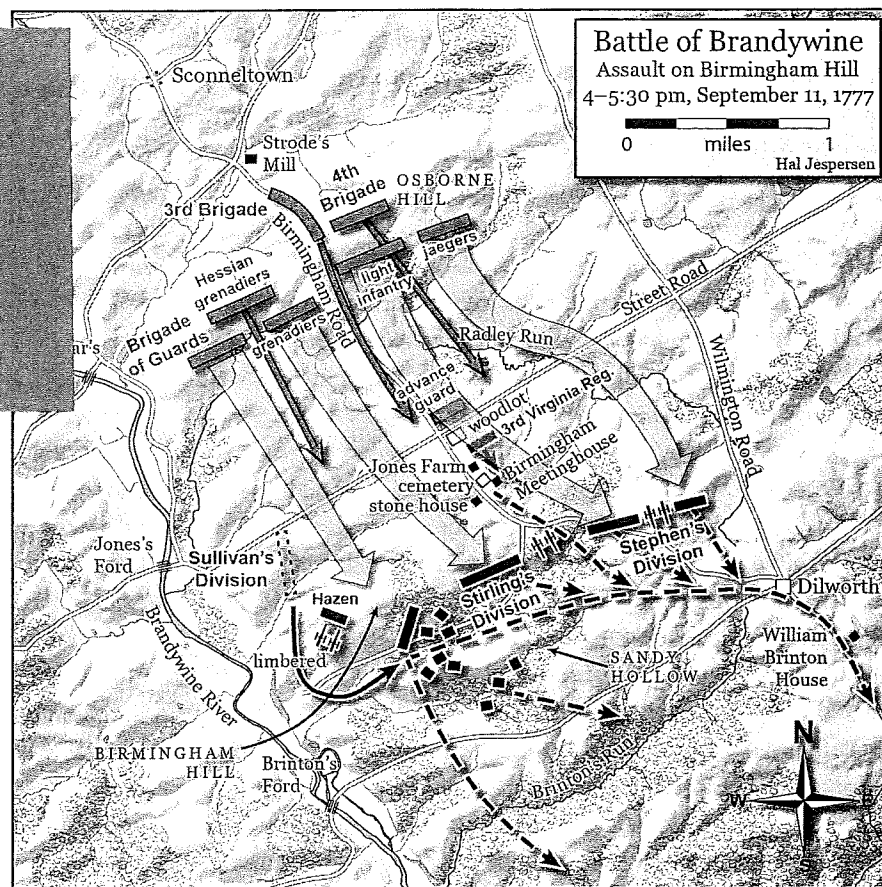 Battle of Brandywine
Assault on Birmingham Hill
4–5:30 pm, September 11, 1777
0 miles 1
Hal Jespersen
Sconneltown
Strode's
Mill
4th
Brigade
OSBORNE
HILL
3rd Brigade
Birmingham Road
jaegers
light
infantry
Hessian
grenadiers
Brigade
of Guards
grenadiers
Street Road
Radley Run
Wilmington Road
ar's
advance
guard
woodlot
3rd Virginia Reg.
Birmingham
Meetinghouse
Jones Farm
cemetery
stone house
Jones's
Ford
Sullivan's
Division
Stephen's
Division
Stirling's
Division
Hazen
limbered
Dilworth
William
Brinton
House
SANDY
HOLLOW
Brandywine River
BIRMINGHAM
HILL
Brinton's
Ford
Brinton's Run
N
W